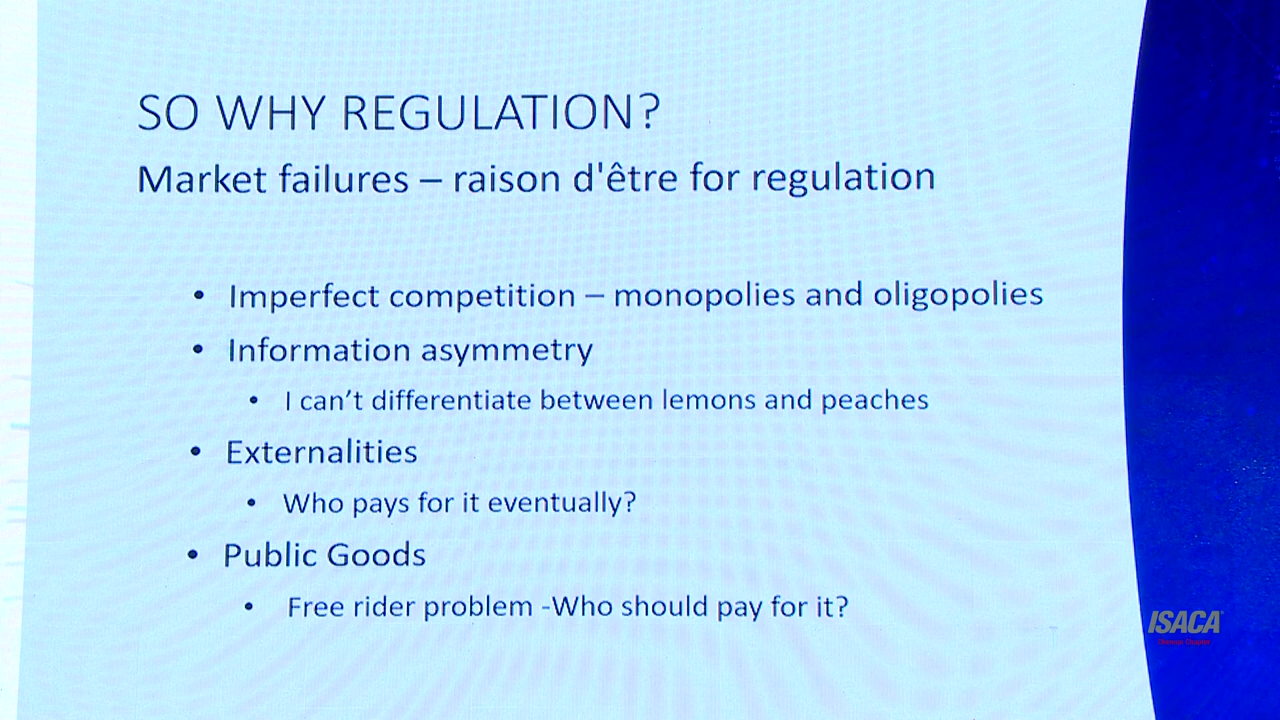 SO WHY REGULATION?
Market failures – raison d'être for regulation
• Imperfect competition – monopolies and oligopolies
• Information asymmetry
• I can’t differentiate between lemons and peaches
• Externalities
• Who pays for it eventually?
• Public Goods
• Free rider problem -Who should pay for it?
ISACA